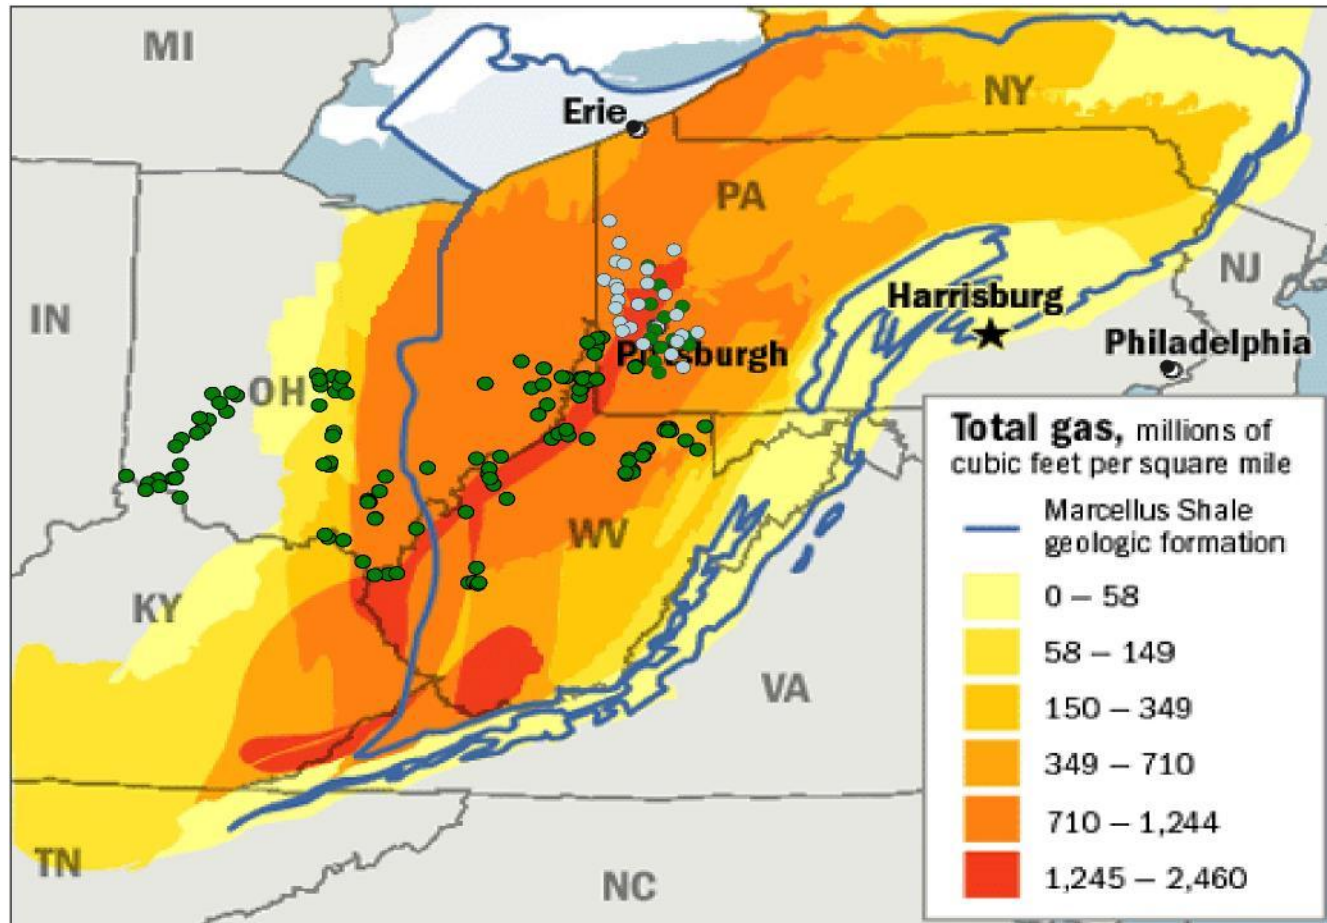 MI
NY
Erie
PA
NJ
IN
Harrisburg
Philadelphia
Pittsburgh
OH
Total gas, millions of
cubic feet per square mile
Marcellus Shale
geologic formation
WV
0 – 58
KY
58 – 149
VA
150 – 349
349 – 710
710 – 1,244
TN
NC
1,245 – 2,460